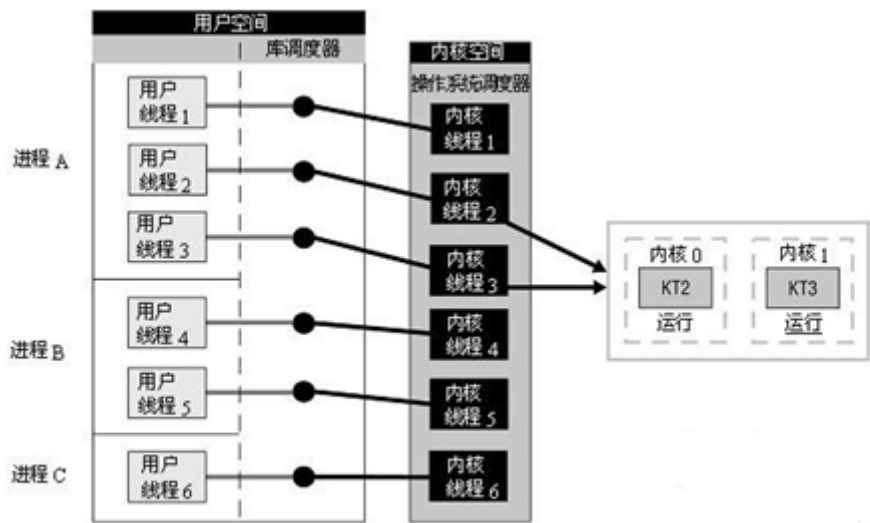 用户空间
库调度器
内核空间
操作系统调度器
进程A
用户
线程1
用户
线程2
用户
线程3
进程B
用户
线程4
用户
线程5
进程C
用户
线程6
内核
线程1
内核
线程2
内核
线程3
内核
线程4
内核
线程5
内核
线程6
内核0
KT2
运行
内核1
KT3
运行